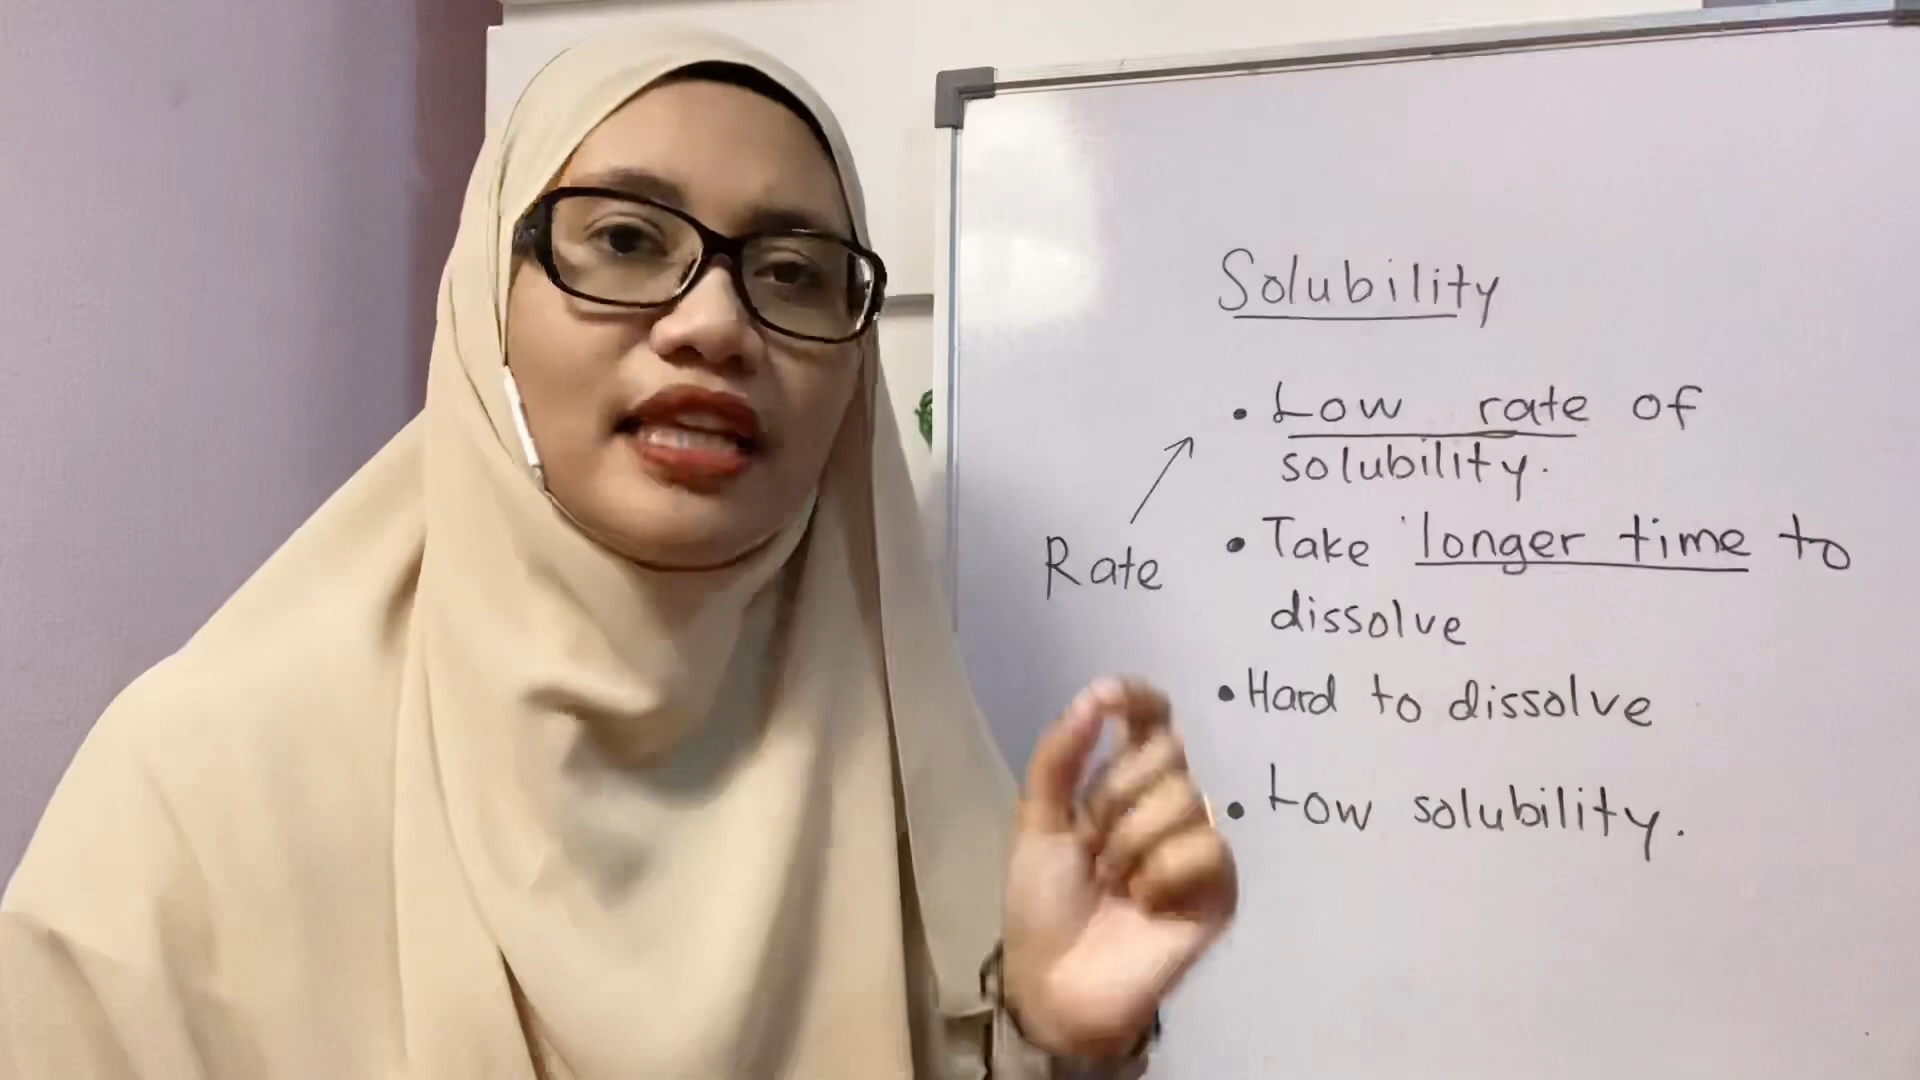 Solubility
• Low rate of
solubility.
Rate
• Take longer time to
dissolve
• Hard to dissolve
• Low solubility.